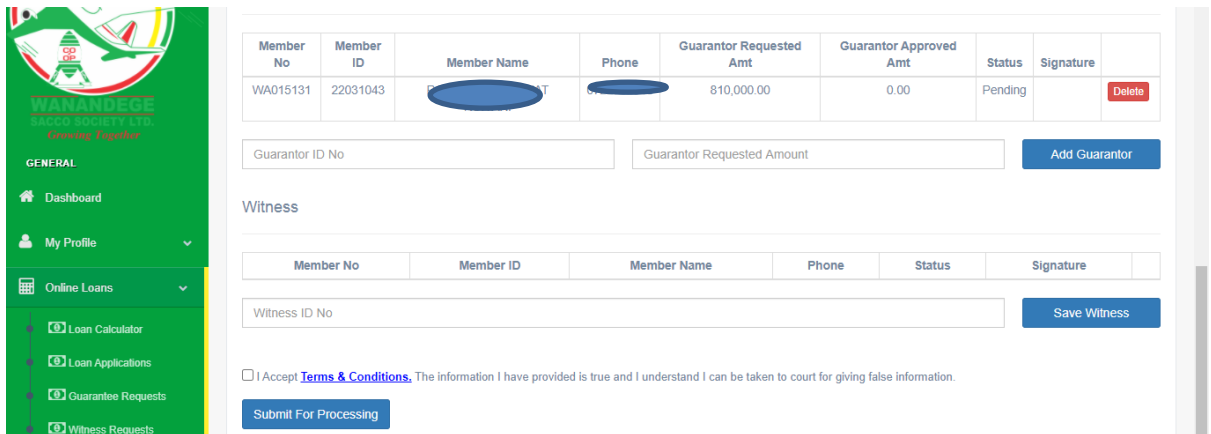 CO
OP
WANANDEGE
SACCO SOCIETY LTD.
Growing Together
GENERAL
Dashboard
My Profile
Online Loans
Loan Calculator
Loan Applications
Guarantee Requests
Witness Requests
Member No Member ID Member Name Phone Guarantor Requested Amt Guarantor Approved Amt Status Signature
WA015131 22031043 810,000.00 0.00 Pending Delete
Guarantor ID No Guarantor Requested Amount Add Guarantor
Witness
Member No Member ID Member Name Phone Status Signature
Witness ID No Save Witness
I Accept Terms & Conditions. The information I have provided is true and I understand I can be taken to court for giving false information.
Submit For Processing